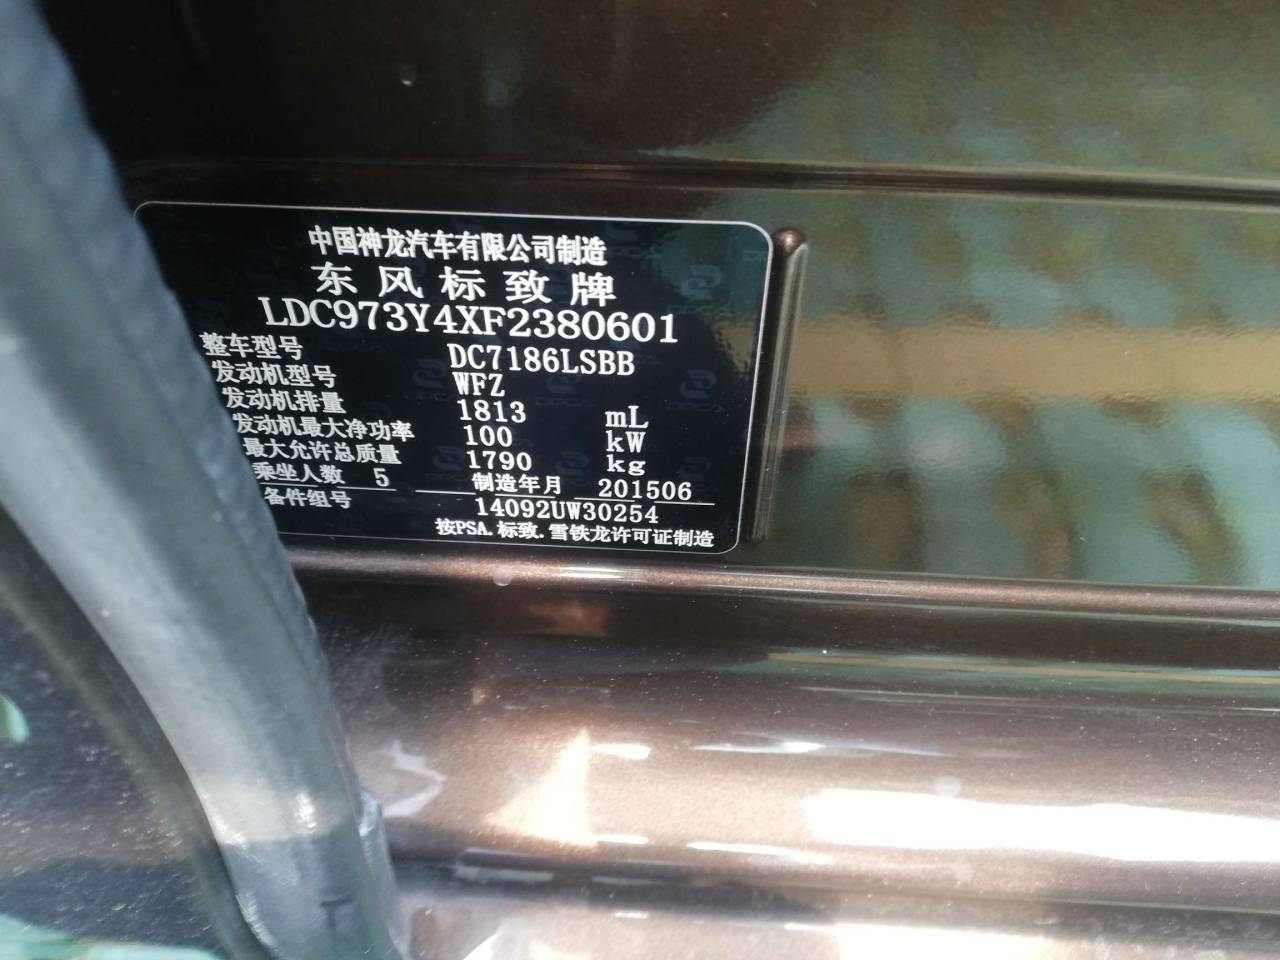 中国神龙汽车有限公司制造
东风标致牌
LDC973Y4XF2380601
整车型号 DC7186LSBB
发动机型号 WFZ
发动机排量 1813 mL
发动机最大净功率 100 kW
最大允许总质量 1790 kg
乘坐人数 5 制造年月 201506
备件组号 14092UW30254
按PSA.标致.雪铁龙许可证制造